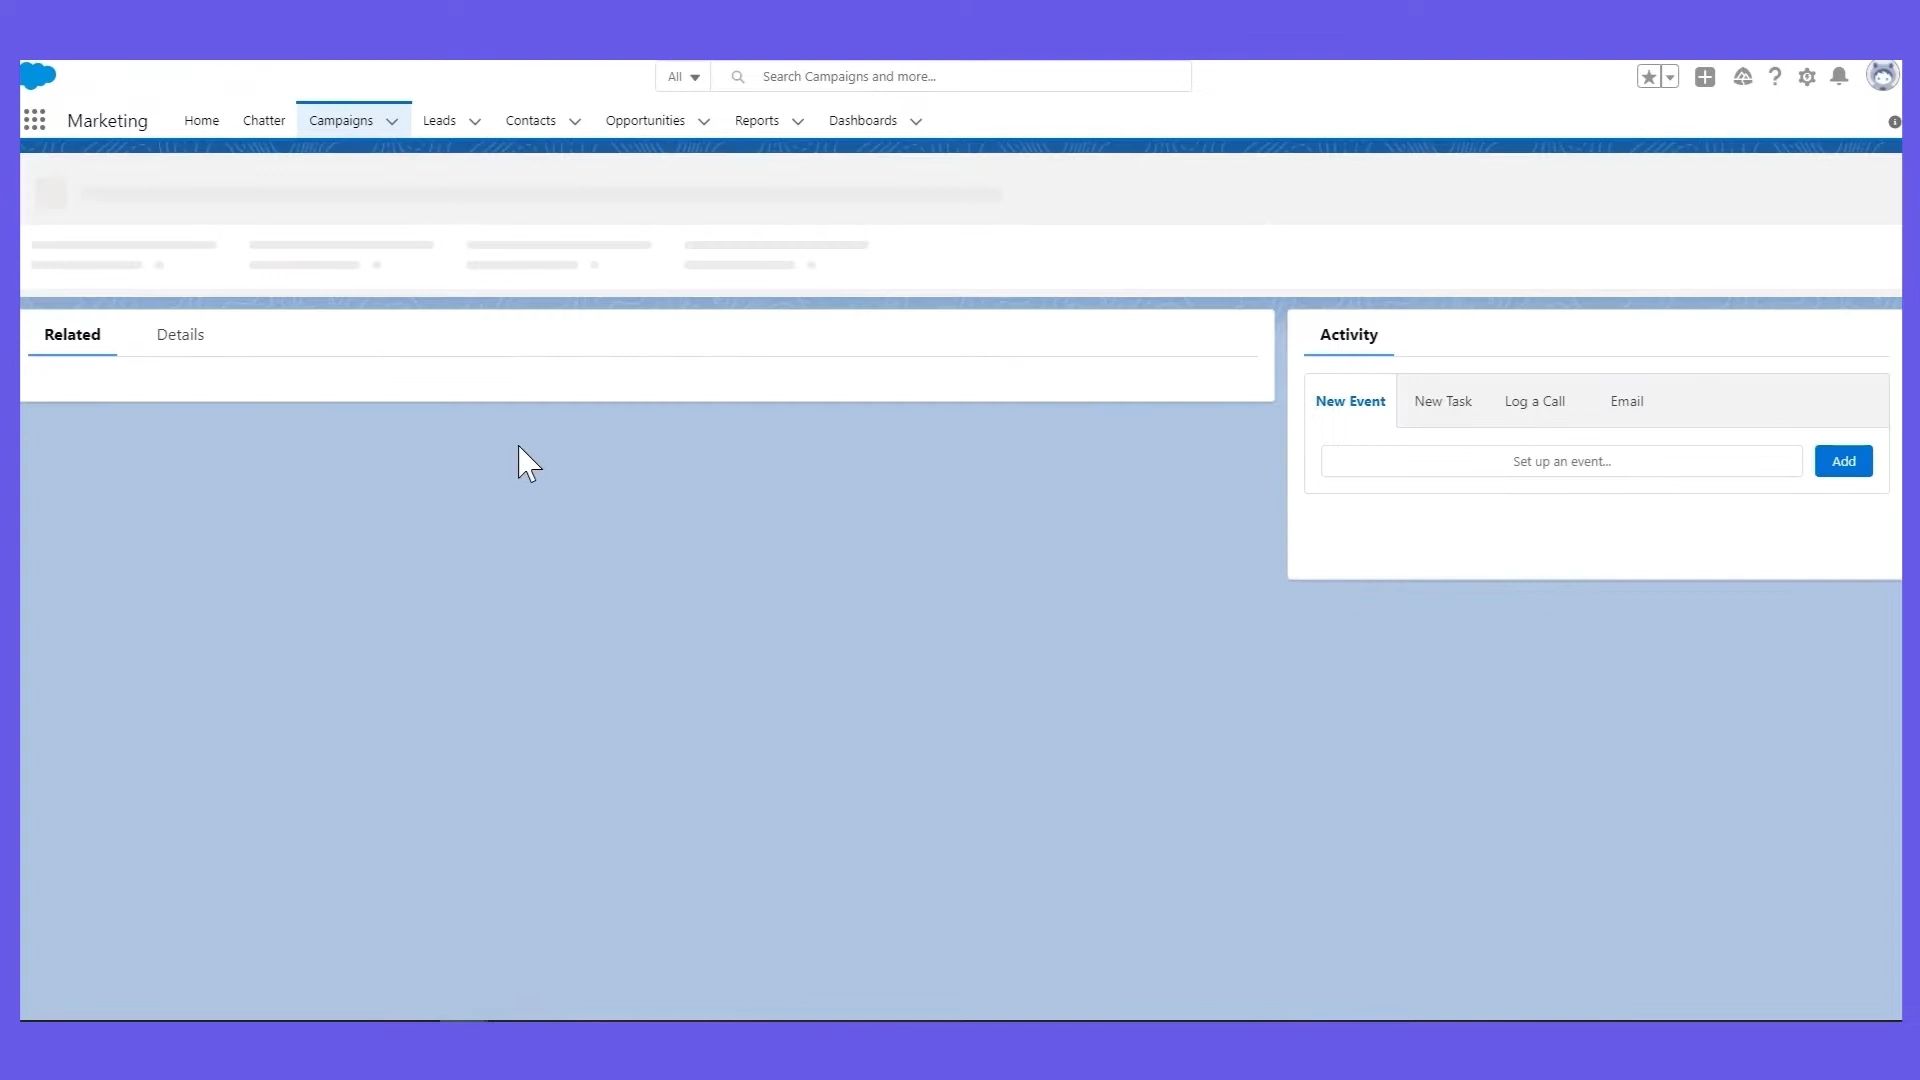 All
Search Campaigns and more...
Marketing
Home
Chatter
Campaigns
Leads
Contacts
Opportunities
Reports
Dashboards
Related
Details
Activity
New Event
New Task
Log a Call
Email
Set up an event...
Add